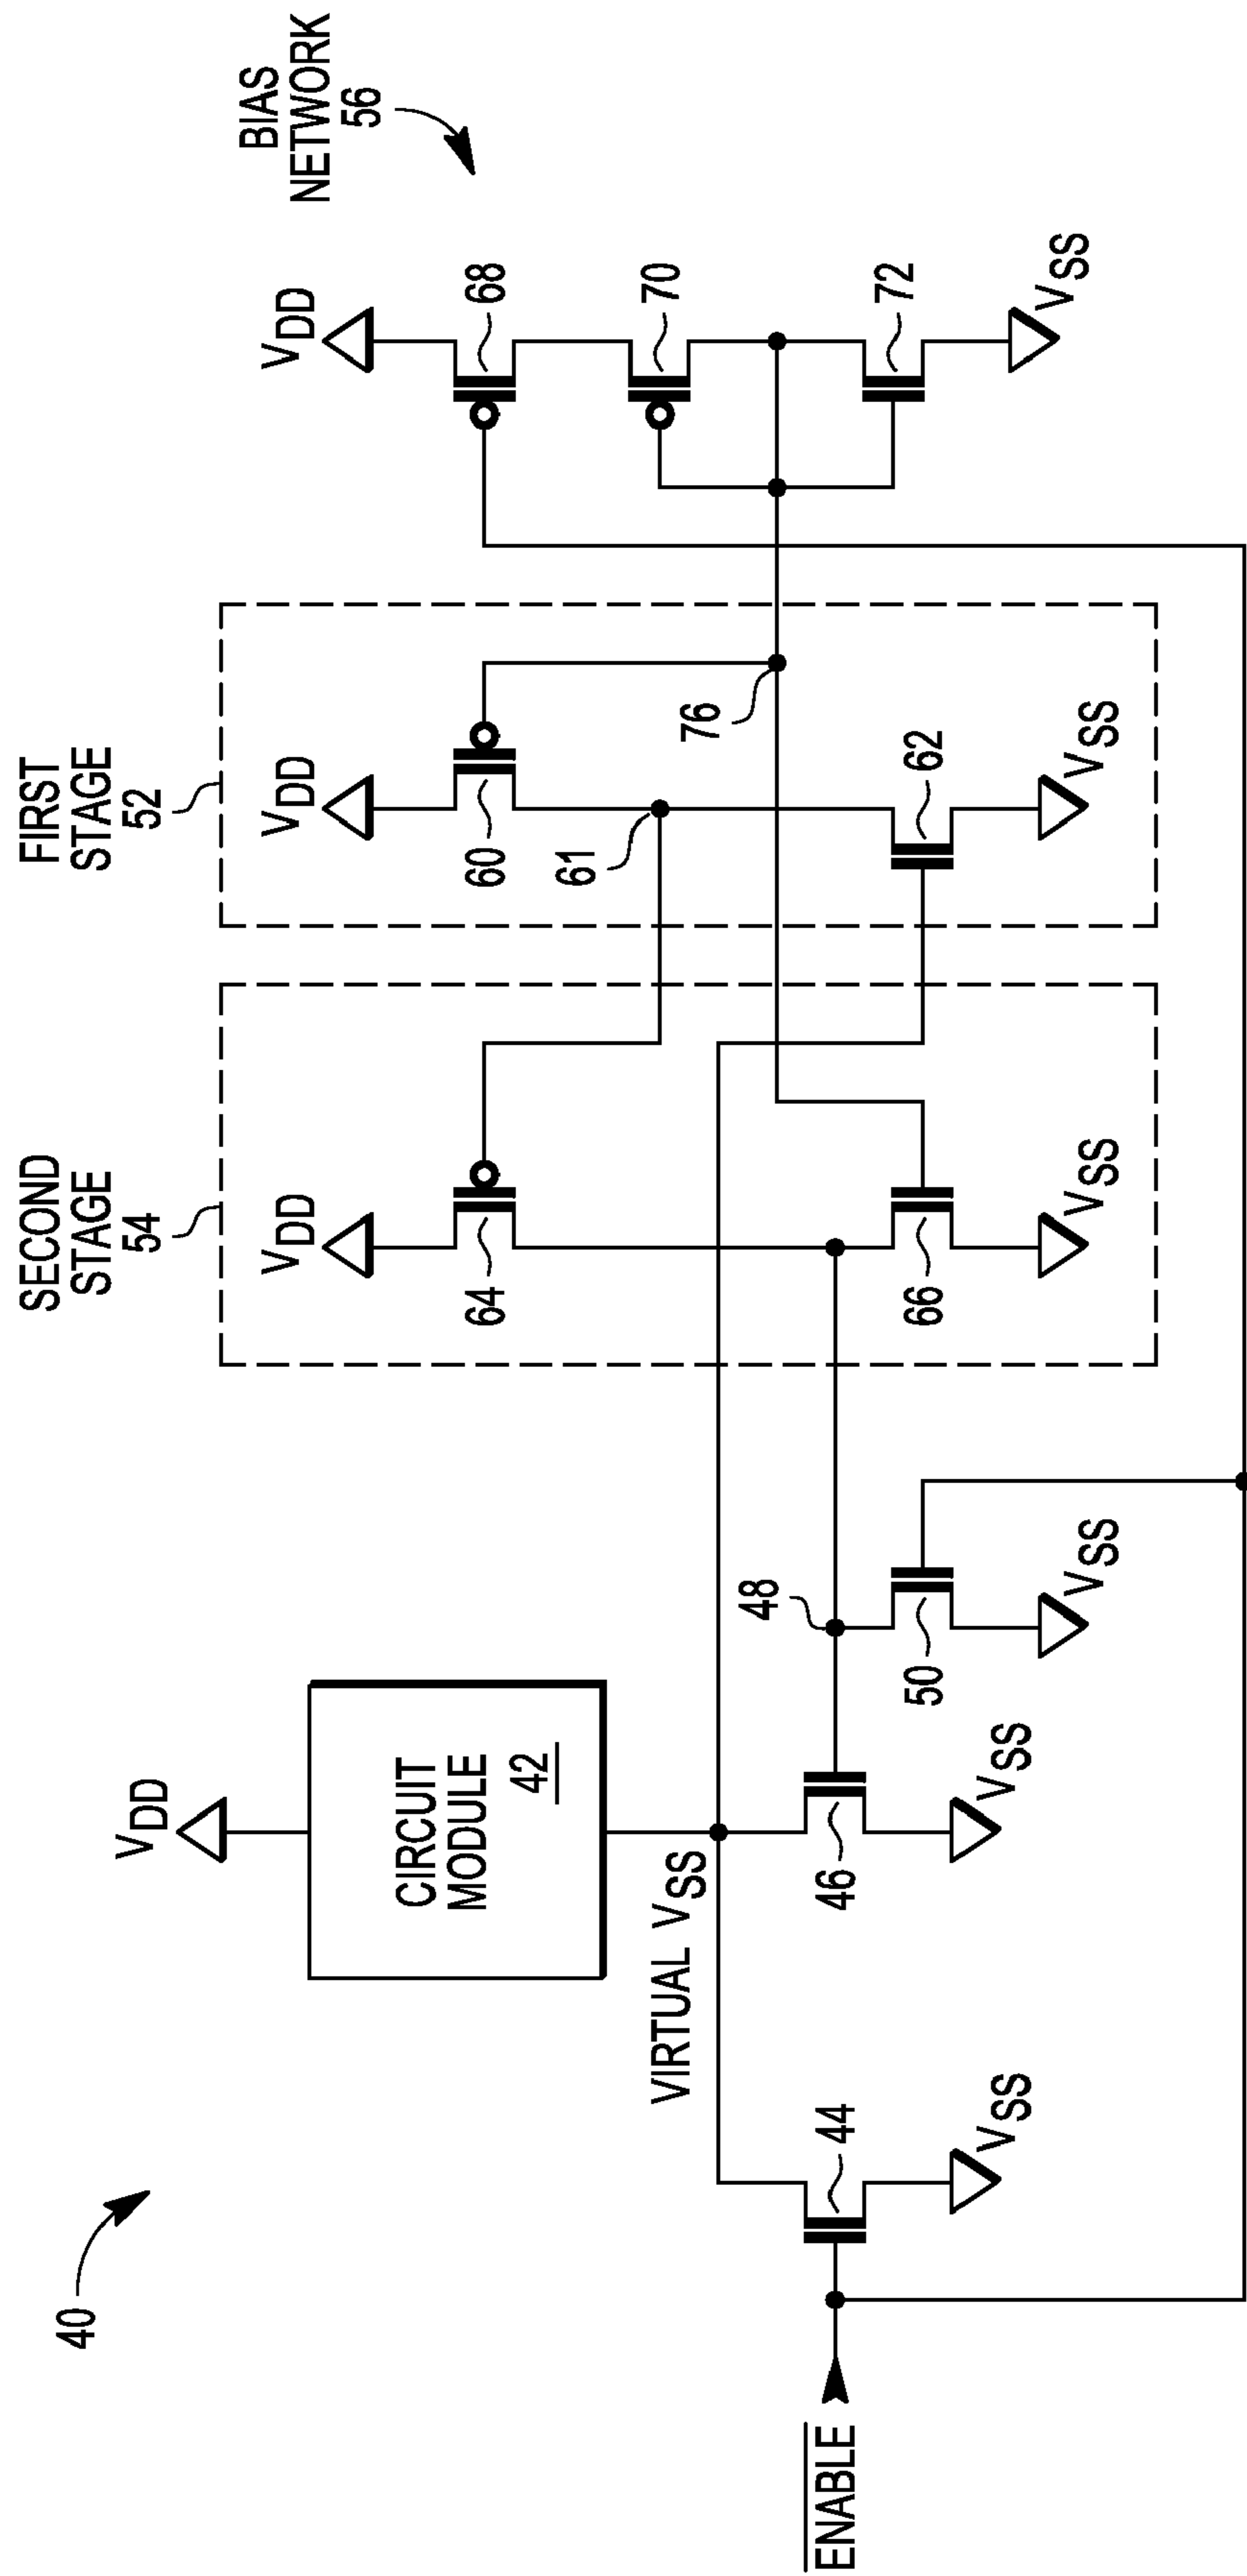 40
ENABLE
44
VSS
VIRTUAL VSS
VDD
CIRCUIT
MODULE
42
46
VSS
48
50
VSS
SECOND
STAGE
54
VDD
64
66
VSS
FIRST
STAGE
52
VDD
60
61
76
62
VSS
BIAS
NETWORK
56
VDD
68
70
72
VSS